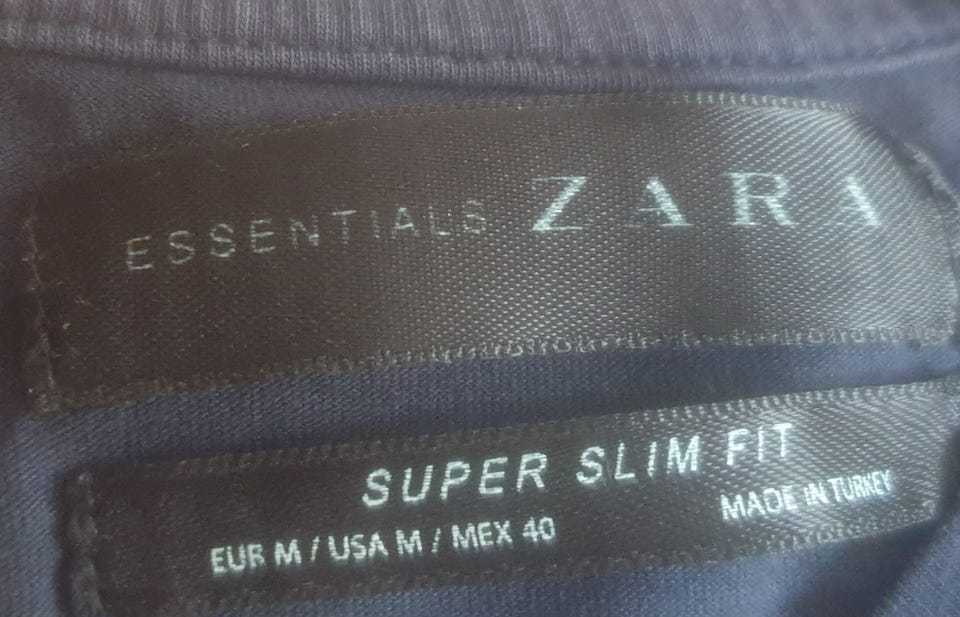 ESSENTIALS ZARA
SUPER SLIM FIT
EUR M / USA M / MEX 40
MADE IN TURKEY